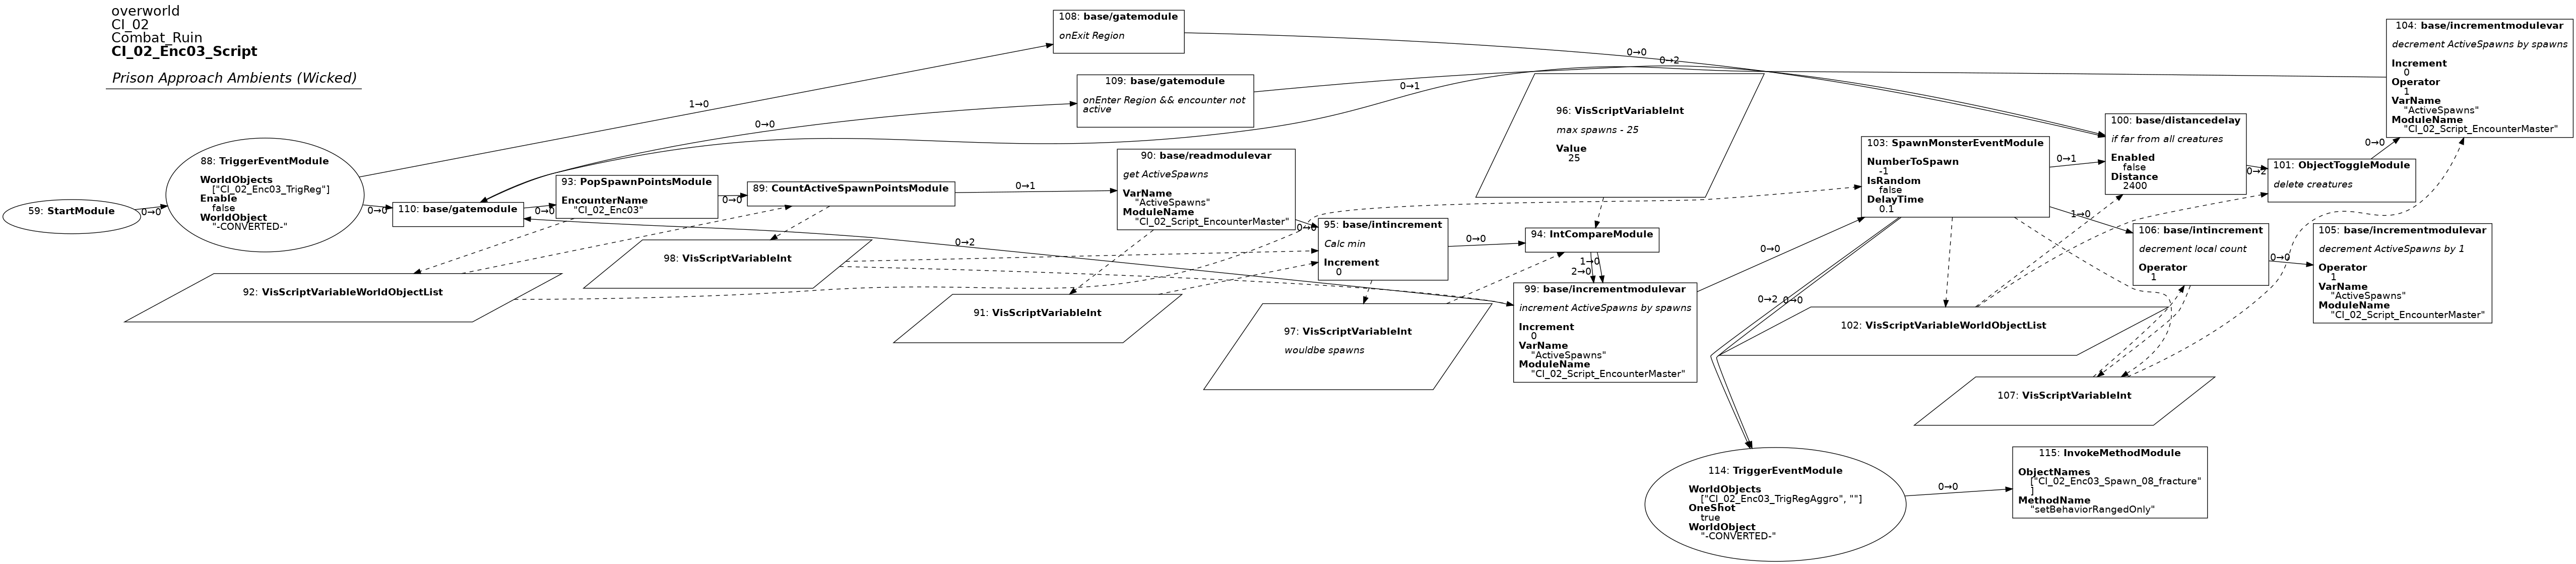 overworld
CI_02
Combat_Ruin
CI_02_Enc03_Script
Prison Approach Ambients (Wicked)
59: StartModule
0→0
88: TriggerEventModule
WorldObjects
["CI_02_Enc03_TrigReg"]
Enable
false
WorldObject
"-CONVERTED-"
1→0
0→0
110: base/gatemodule
0→0
93: PopSpawnPointsModule
EncounterName
"CI_02_Enc03"
0→0
89: CountActiveSpawnPointsModule
0→1
92: VisScriptVariableWorldObjectList
98: VisScriptVariableInt
108: base/gatemodule
onExit Region
0→0
109: base/gatemodule
onEnter Region && encounter not
active
0→0
0→2
0→1
90: base/readmodulevar
get ActiveSpawns
VarName
"ActiveSpawns"
ModuleName
"CI_02_Script_EncounterMaster"
0→0
0→2
91: VisScriptVariableInt
95: base/intincrement
Calc min
Increment
0
0→0
96: VisScriptVariableInt
max spawns - 25
Value
25
94: IntCompareModule
1→0
2→0
97: VisScriptVariableInt
wouldbe spawns
99: base/incrementmodulevar
increment ActiveSpawns by spawns
Increment
0
VarName
"ActiveSpawns"
ModuleName
"CI_02_Script_EncounterMaster"
0→0
103: SpawnMonsterEventModule
NumberToSpawn
-1
IsRandom
false
DelayTime
0.1
0→1
1→0
0→2
0→0
102: VisScriptVariableWorldObjectList
100: base/distancedelay
if far from all creatures
Enabled
false
Distance
2400
0→2
101: ObjectToggleModule
delete creatures
0→0
104: base/incrementmodulevar
decrement ActiveSpawns by spawns
Increment
0
Operator
1
VarName
"ActiveSpawns"
ModuleName
"CI_02_Script_EncounterMaster"
106: base/intincrement
decrement local count
Operator
1
0→0
105: base/incrementmodulevar
decrement ActiveSpawns by 1
Operator
1
VarName
"ActiveSpawns"
ModuleName
"CI_02_Script_EncounterMaster"
107: VisScriptVariableInt
114: TriggerEventModule
WorldObjects
["CI_02_Enc03_TrigRegAggro", ""]
OneShot
true
WorldObject
"-CONVERTED-"
0→0
115: InvokeMethodModule
ObjectNames
["CI_02_Enc03_Spawn_08_fracture"
]
MethodName
"setBehaviorRangedOnly"